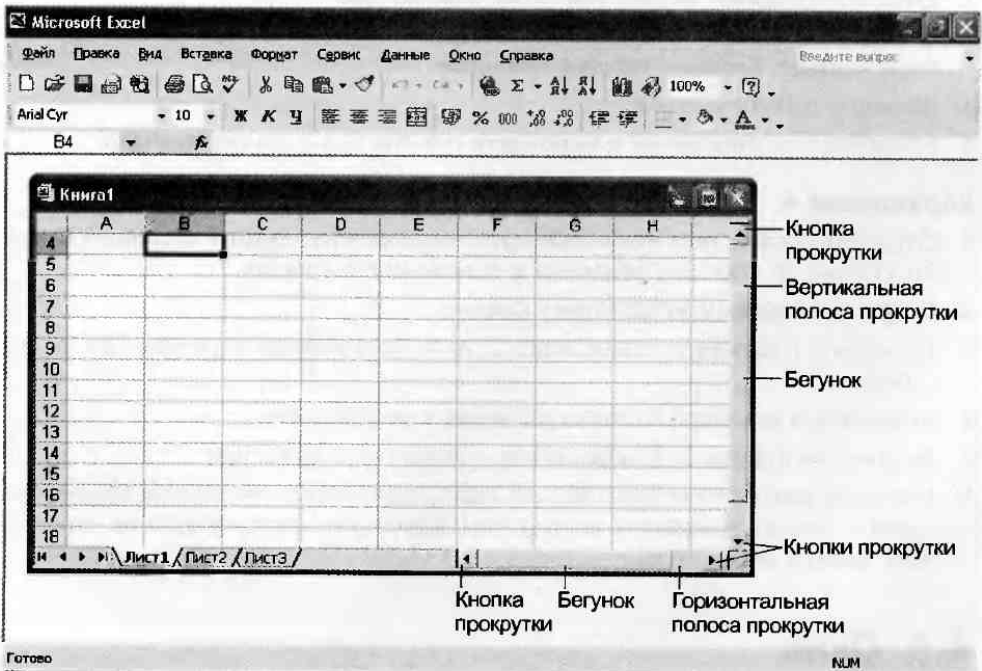 Microsoft Excel
Файл Правка Вид Вставка Формат Сервис Данные Окно Справка Введите вопрос
100%
Arial Cyr 10 Ж К Ч % 000
B4 fx
Книга1
A B C D E F G H
4
5
6
7
8
9
10
11
12
13
14
15
16
17
18
Лист1 Лист2 Лист3
Кнопка
прокрутки
Вертикальная
полоса прокрутки
Бегунок
Кнопки прокрутки
Кнопка
прокрутки
Бегунок
Горизонтальная
полоса прокрутки
Готово NUM